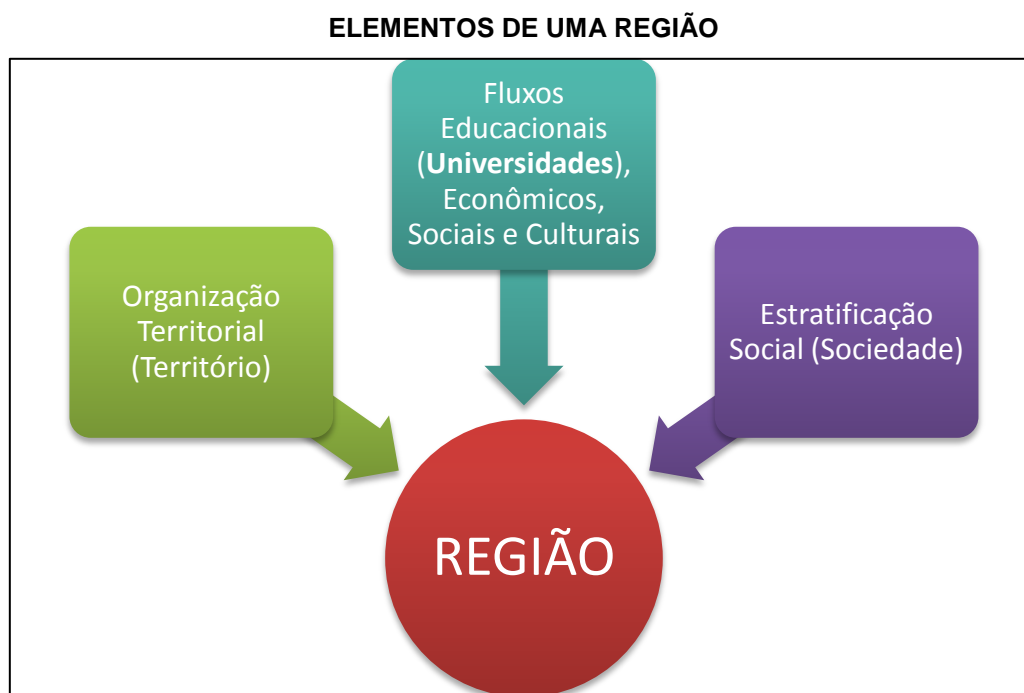 ELEMENTOS DE UMA REGIÃO
Fluxos
Educacionais
(Universidades),
Econômicos,
Sociais e Culturais
Organização
Territorial
(Território)
Estratificação
Social (Sociedade)
REGIÃO